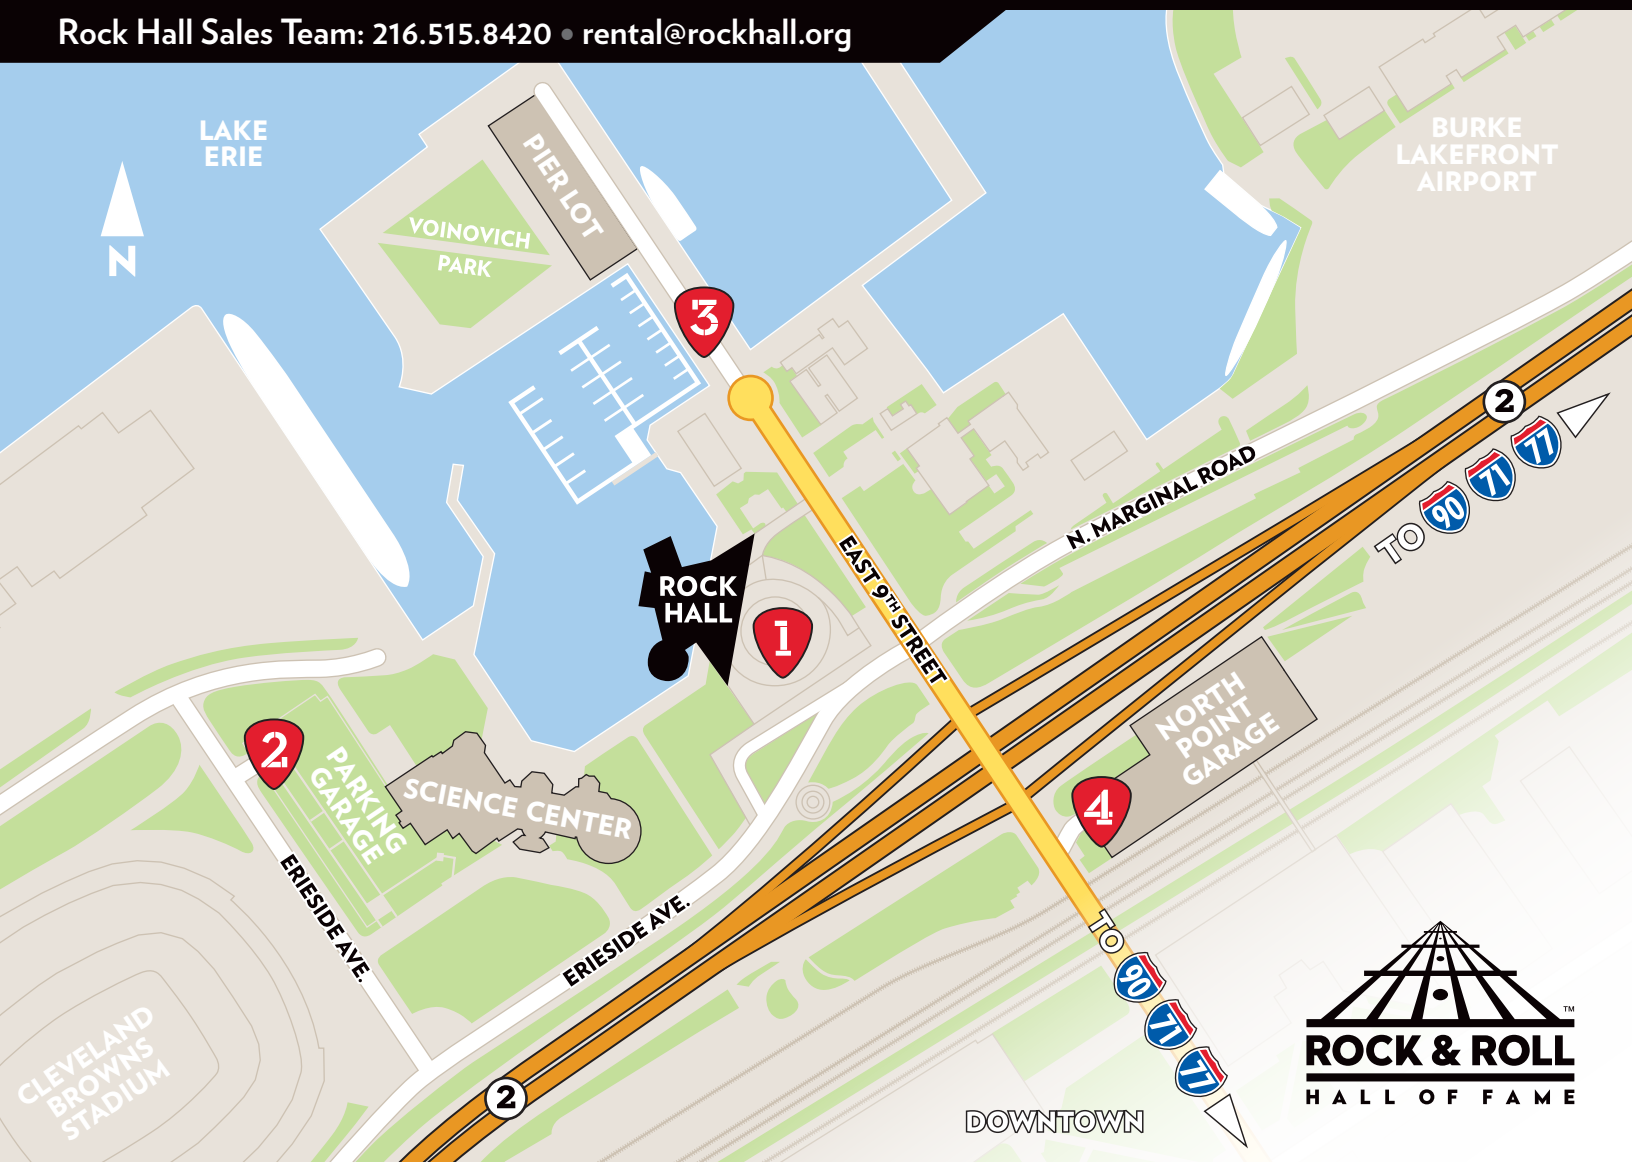 Rock Hall Sales Team: 216.515.8420 • rental@rockhall.org
LAKE
ERIE
N
PIER LOT
VOINOVICH
PARK
BURKE
LAKEFRONT
AIRPORT
3
2
77
71
90
TO
N. MARGINAL ROAD
EAST 9TH STREET
ROCK
HALL
1
NORTH
POINT
GARAGE
2
PARKING
GARAGE
SCIENCE CENTER
4
ERIESIDE AVE.
ERIESIDE AVE.
TO
90
71
77
CLEVELAND
BROWNS
STADIUM
2
DOWNTOWN
™
ROCK & ROLL
HALL OF FAME